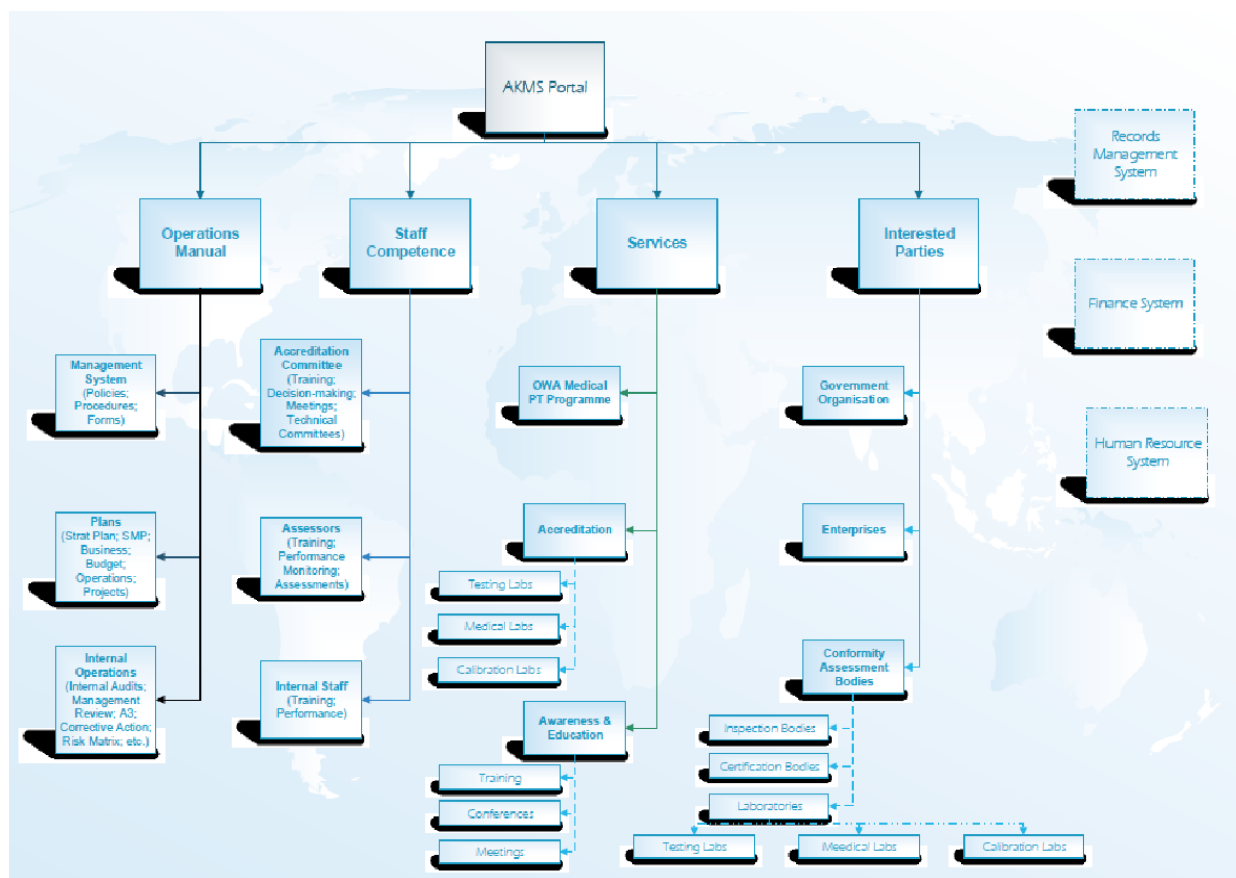 AKMS Portal
Records
Management
System
Operations
Manual
Staff
Competence
Services
Interested
Parties
Finance System
Human Resource
System
Management
System
(Policies;
Procedures;
Forms)
Plans
(Strat Plan; SMP;
Business;
Budget;
Operations;
Projects)
Internal
Operations
(Internal Audits;
Management
Review; A3;
Corrective Action;
Risk Matrix; etc.)
Accreditation
Committee
(Training;
Decision-making;
Meetings;
Technical
Committees)
Assessors
(Training;
Performance
Monitoring;
Assessments)
Internal Staff
(Training;
Performance)
OWA Medical
PT Programme
Accreditation
Testing Labs
Medical Labs
Calibration Labs
Awareness &
Education
Training
Conferences
Meetings
Government
Organisation
Enterprises
Conformity
Assessment
Bodies
Inspection Bodies
Certification Bodies
Laboratories
Testing Labs
Meedical Labs
Calibration Labs